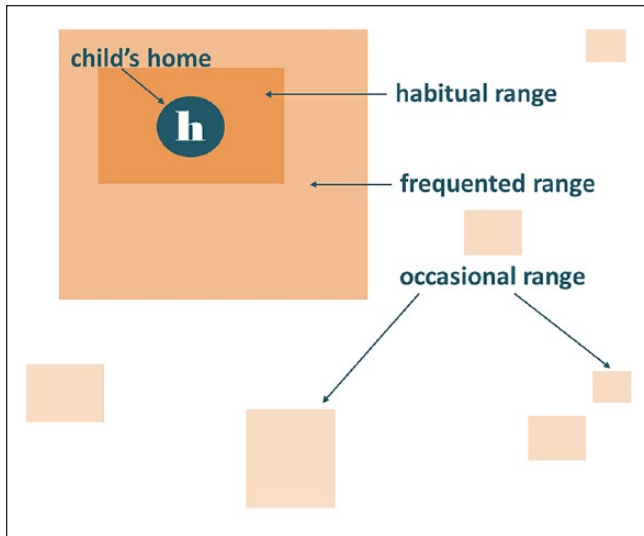 child's home
h
habitual range
frequented range
occasional range